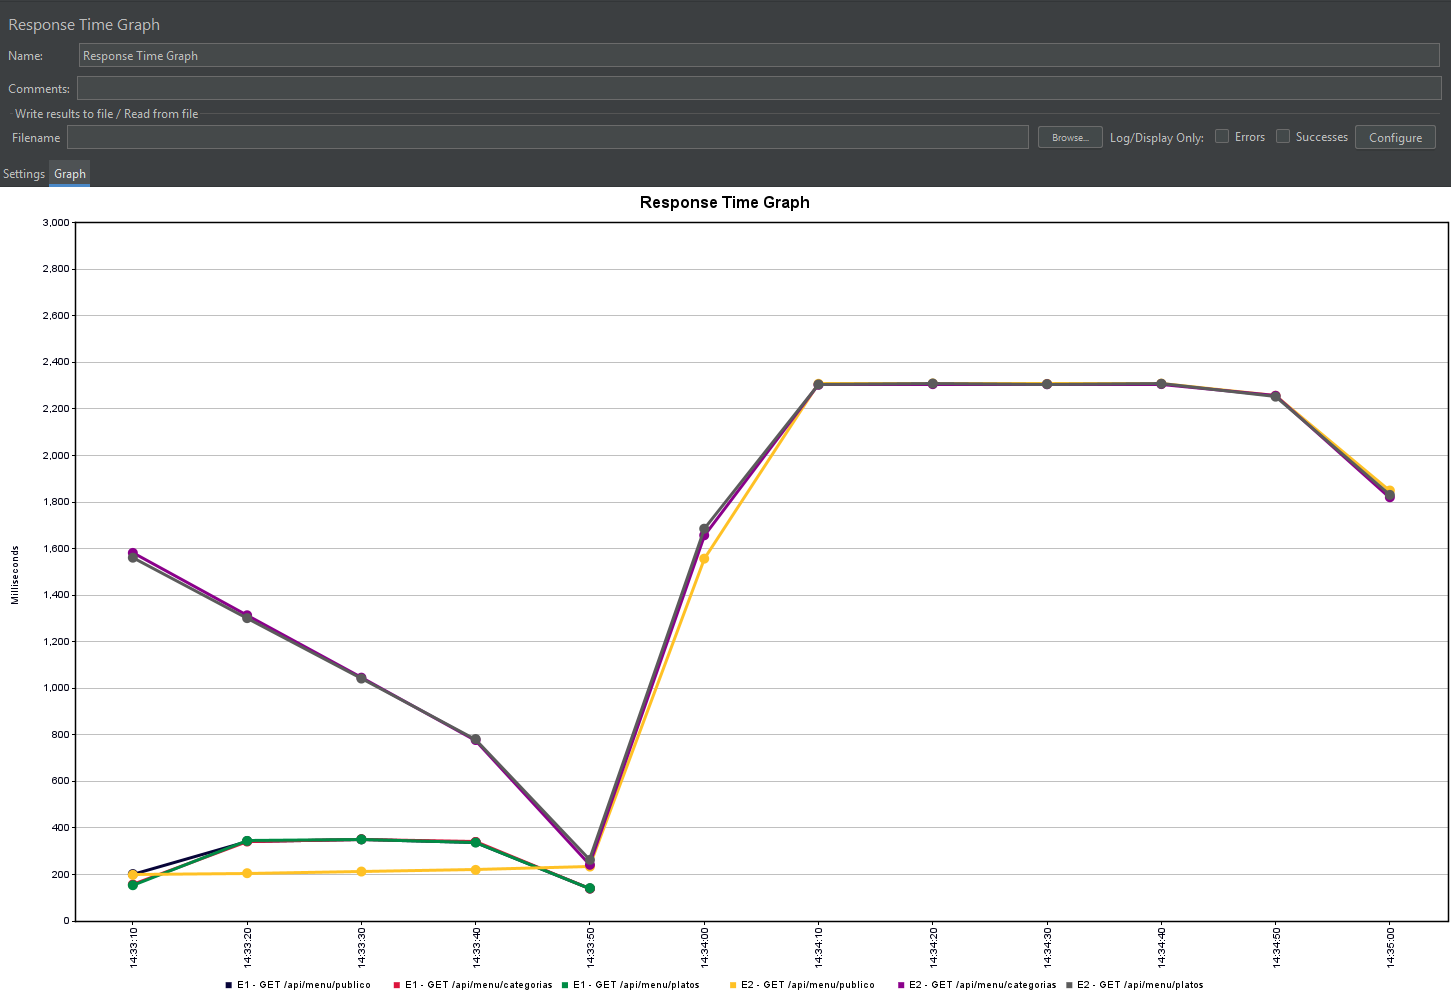 Response Time Graph
Name: Response Time Graph
Comments:
Write results to file / Read from file
Filename Browse... Log/Display Only: Errors Successes Configure
Settings Graph
Response Time Graph
3,000
2,800
2,600
2,400
2,200
2,000
1,800
1,600
1,400
1,200
1,000
800
600
400
200
0
Milliseconds
14:33:10 14:33:20 14:33:30 14:33:40 14:33:50 14:34:00 14:34:10 14:34:20 14:34:30 14:34:40 14:34:50 14:35:00
E1 - GET /api/menu/publico E1 - GET /api/menu/categorias E1 - GET /api/menu/platos E2 - GET /api/menu/publico E2 - GET /api/menu/categorias E2 - GET /api/menu/platos